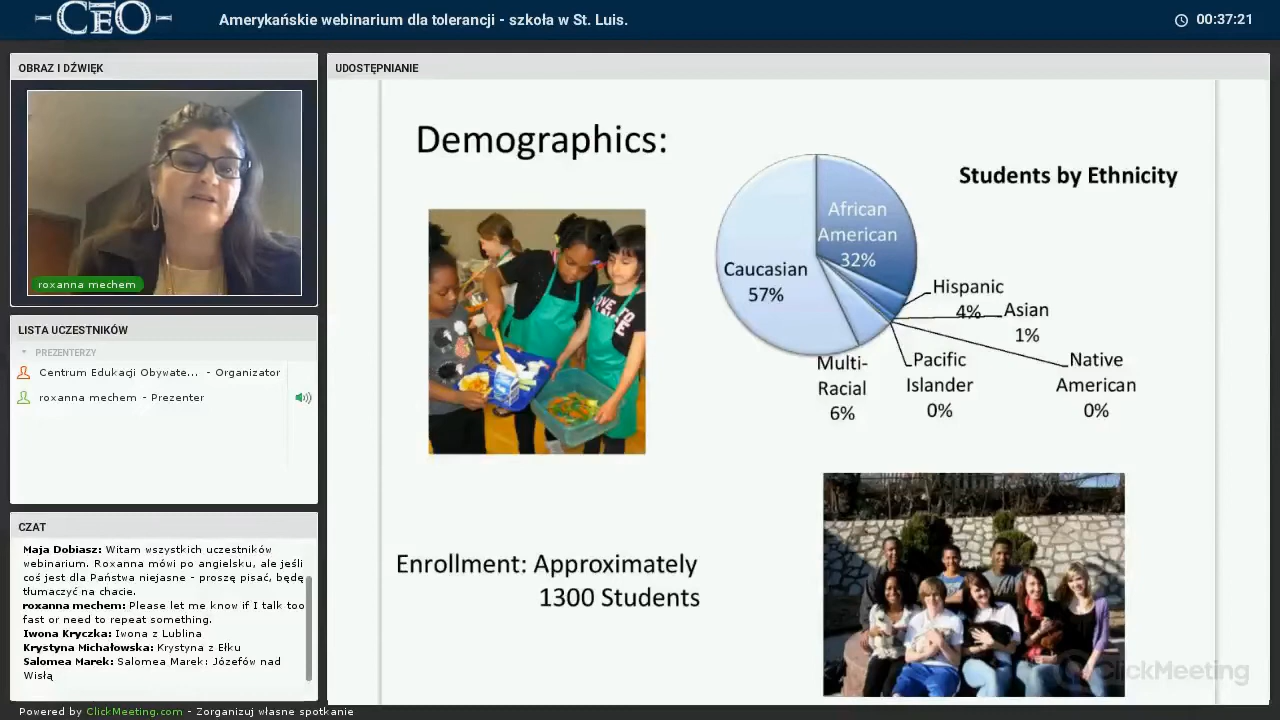 CEO
Amerykańskie webinarium dla tolerancji - szkoła w St. Luis.
00:37:21
OBRAZ I DŹWIĘK
roxanna mechem
LISTA UCZESTNIKÓW
PREZENTERZY
Centrum Edukacji Obywate... - Organizator
roxanna mechem - Prezenter
CZAT
Maja Dobiasz: Witam wszystkich uczestników
webinarium. Roxanna mówi po angielsku, ale jeśli
coś jest dla Państwa niejasne - proszę pisać, będę
tłumaczyć na chacie.
roxanna mechem: Please let me know if I talk too
fast or need to repeat something.
Iwona Kryczka: Iwona z Lublina
Krystyna Michałowska: Krystyna z Ełku
Salomea Marek: Salomea Marek: Józefów nad
Wisłą
Powered by ClickMeeting.com - Zorganizuj własne spotkanie
UDOSTĘPNIANIE
Demographics:
Students by Ethnicity
African
American
32%
Caucasian
57%
Hispanic
4%
Asian
1%
Multi-
Racial
6%
Pacific
Islander
0%
Native
American
0%
Enrollment: Approximately
1300 Students
ClickMeeting